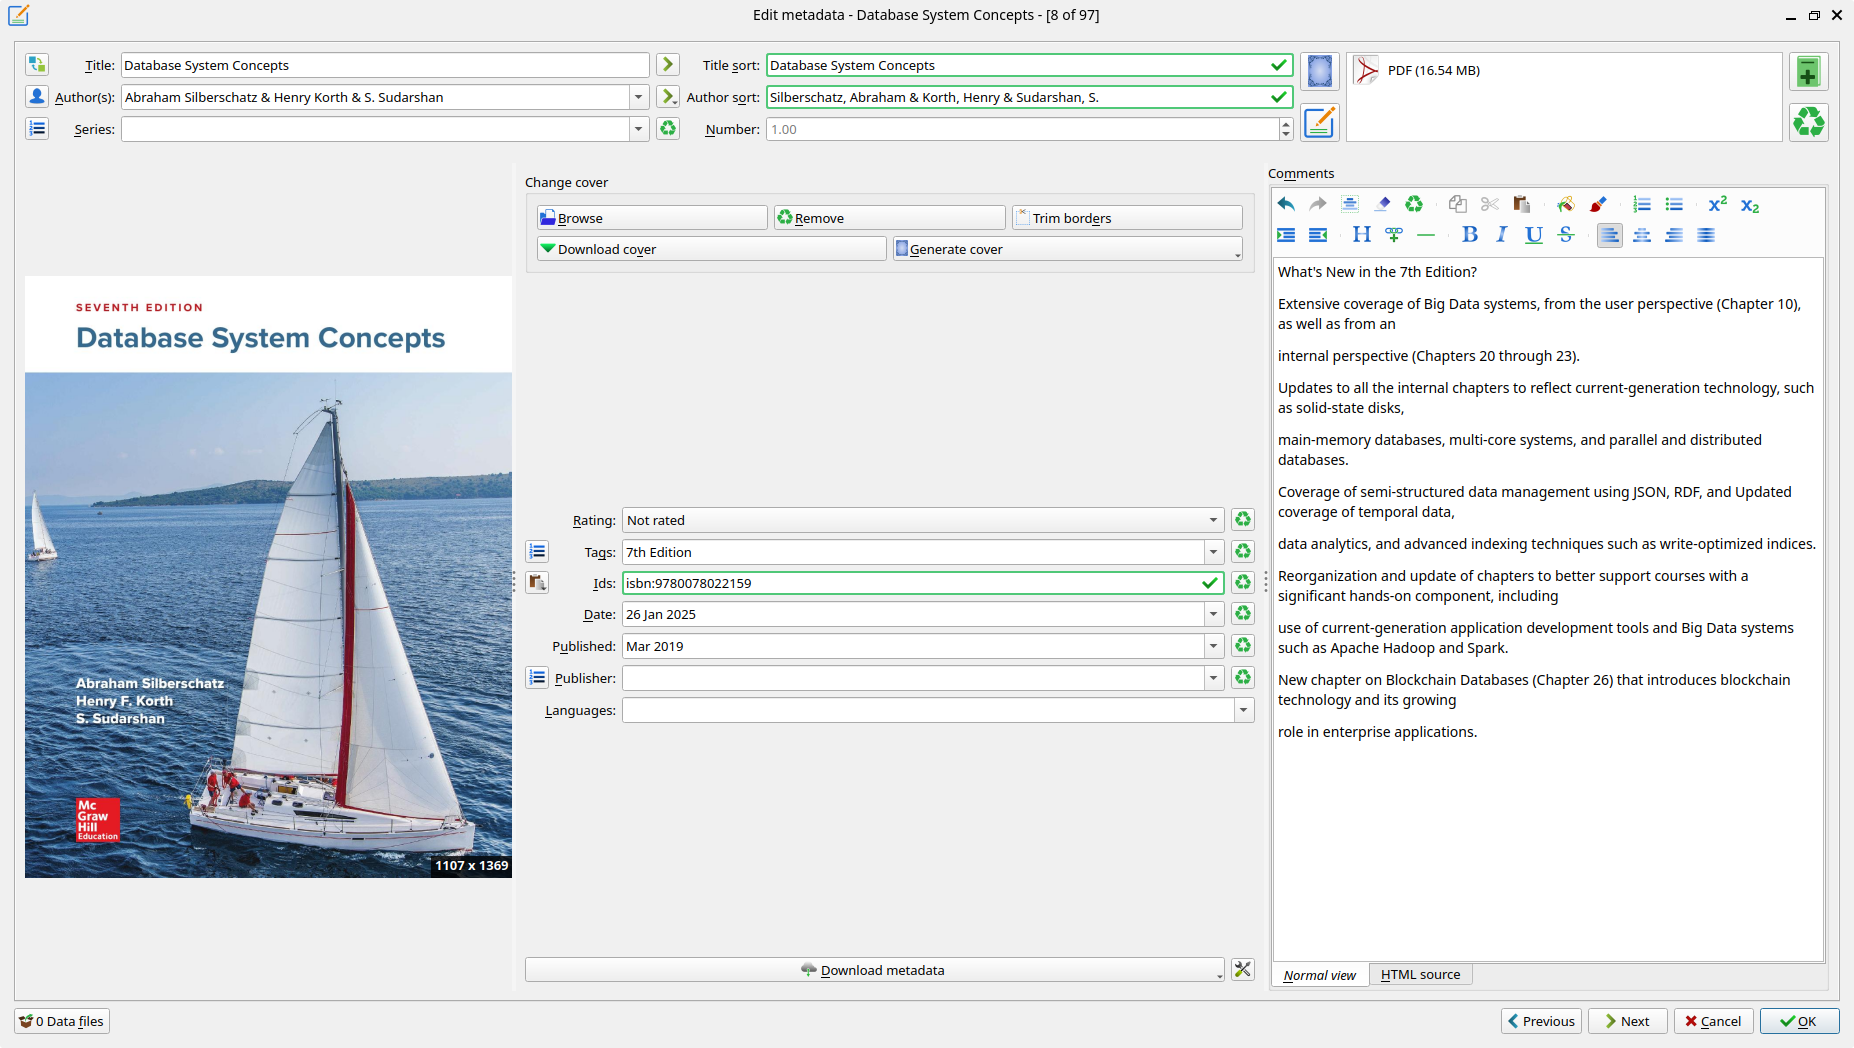 Edit metadata - Database System Concepts - [8 of 97]
Title: Database System Concepts
Title sort: Database System Concepts
PDF (16.54 MB)
Author(s): Abraham Silberschatz & Henry Korth & S. Sudarshan
Author sort: Silberschatz, Abraham & Korth, Henry & Sudarshan, S.
Series:
Number: 1.00
SEVENTH EDITION
Database System Concepts
Abraham Silberschatz
Henry F. Korth
S. Sudarshan
Mc
Graw
Hill
Education
1107 x 1369
Change cover
Browse
Remove
Trim borders
Download cover
Generate cover
Rating: Not rated
Tags: 7th Edition
Ids: isbn:9780078022159
Date: 26 Jan 2025
Published: Mar 2019
Publisher:
Languages:
Download metadata
Comments
What's New in the 7th Edition?
Extensive coverage of Big Data systems, from the user perspective (Chapter 10),
as well as from an
internal perspective (Chapters 20 through 23).
Updates to all the internal chapters to reflect current-generation technology, such
as solid-state disks,
main-memory databases, multi-core systems, and parallel and distributed
databases.
Coverage of semi-structured data management using JSON, RDF, and Updated
coverage of temporal data,
data analytics, and advanced indexing techniques such as write-optimized indices.
Reorganization and update of chapters to better support courses with a
significant hands-on component, including
use of current-generation application development tools and Big Data systems
such as Apache Hadoop and Spark.
New chapter on Blockchain Databases (Chapter 26) that introduces blockchain
technology and its growing
role in enterprise applications.
Normal view
HTML source
0 Data files
Previous
Next
Cancel
OK